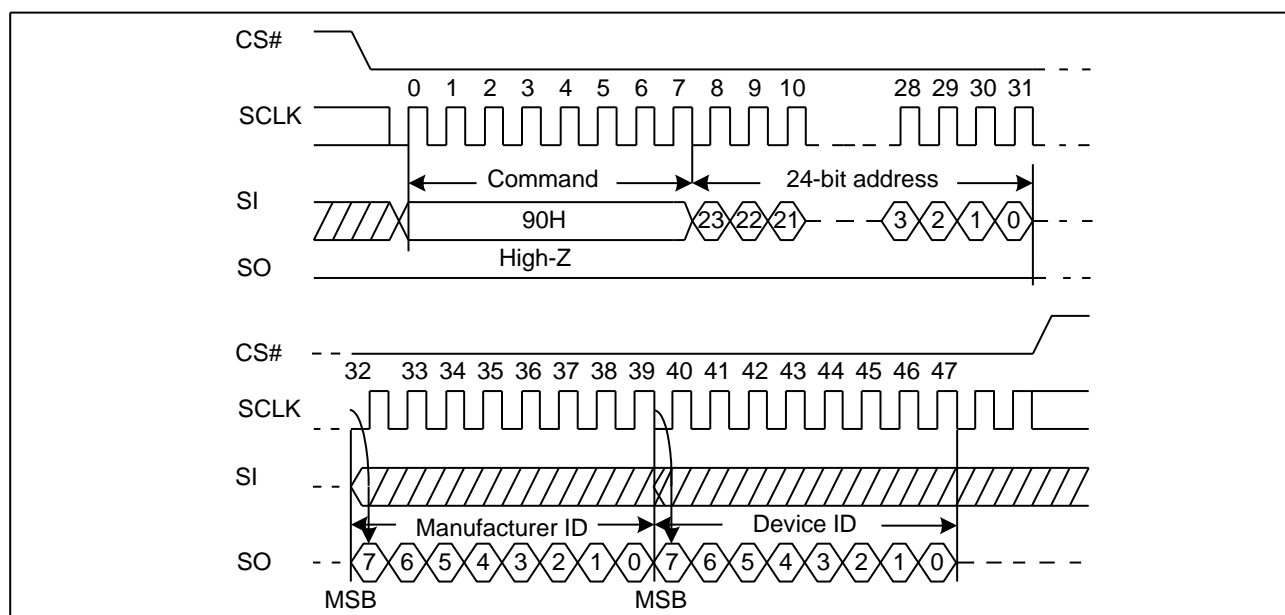 CS#
0 1 2 3 4 5 6 7 8 9 10 28 29 30 31
SCLK
Command 24-bit address
SI
90H 23 22 21 3 2 1 0
High-Z
SO
CS#
32 33 34 35 36 37 38 39 40 41 42 43 44 45 46 47
SCLK
SI
Manufacturer ID Device ID
SO 7 6 5 4 3 2 1 0 7 6 5 4 3 2 1 0
MSB MSB